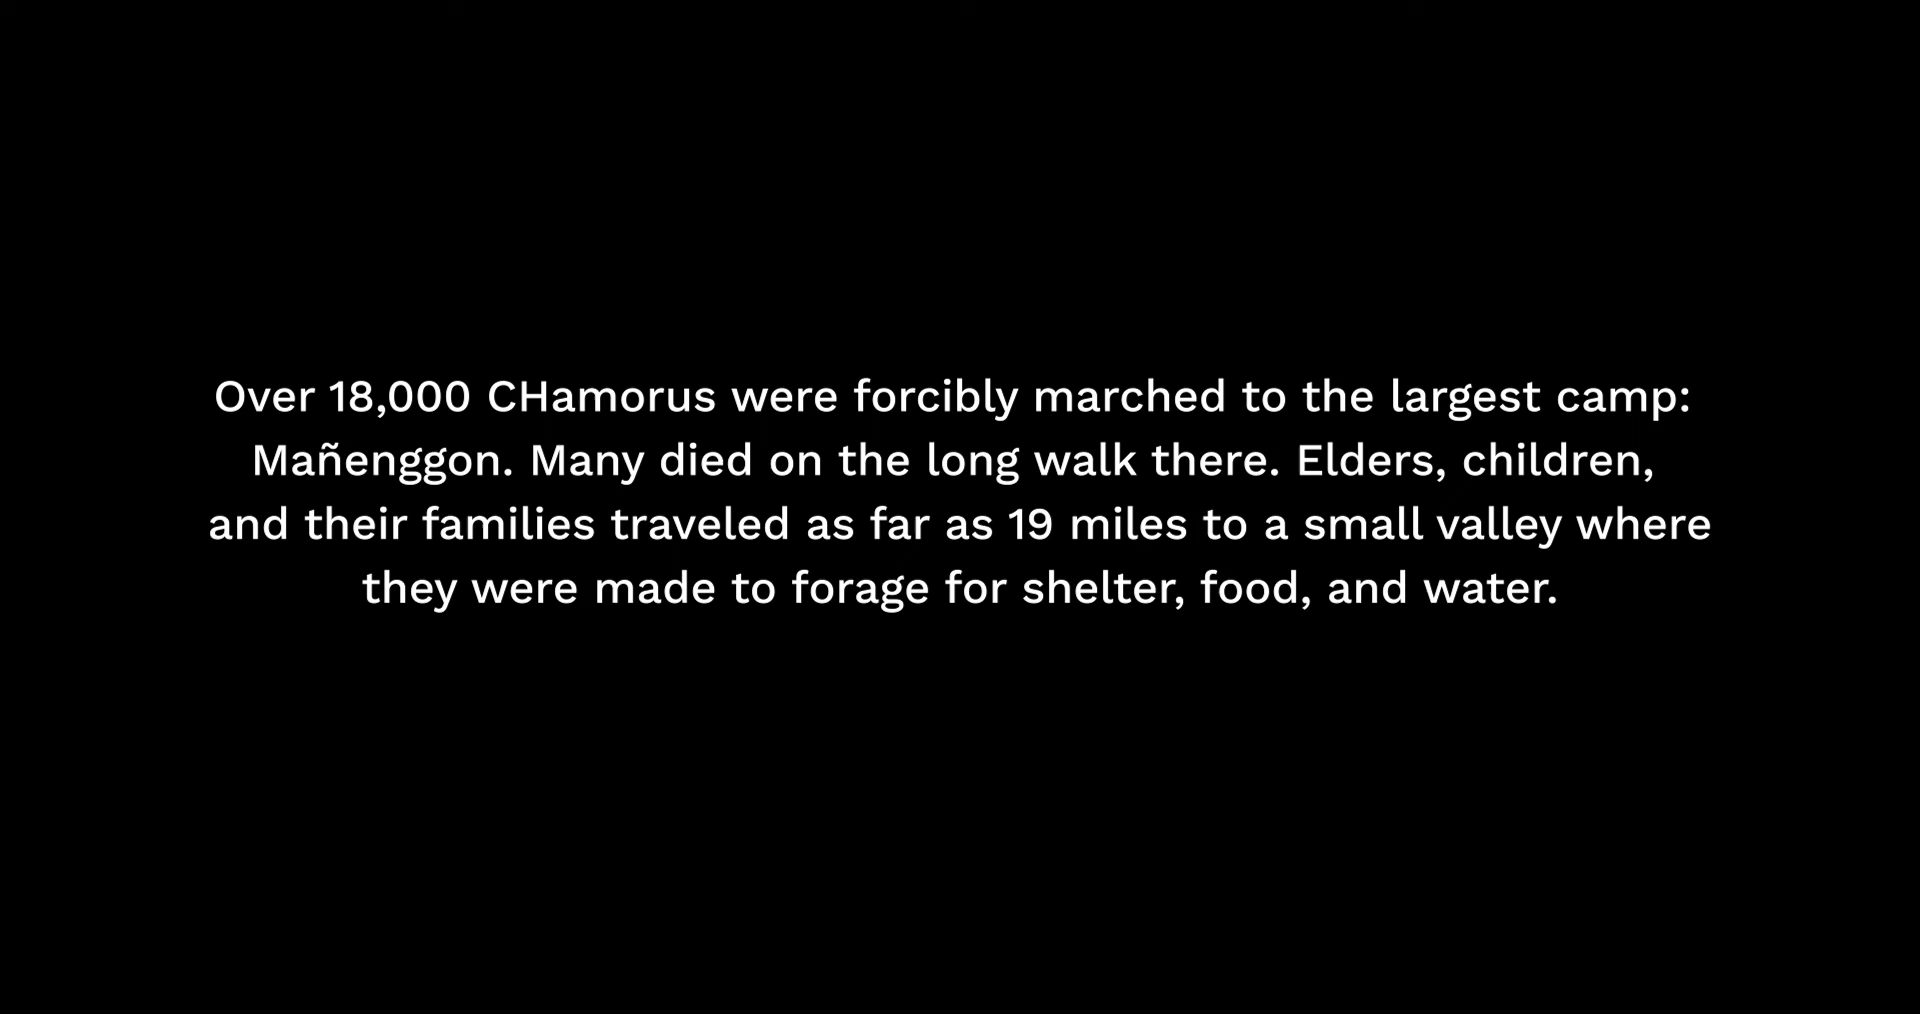 Over 18,000 CHamorus were forcibly marched to the largest camp:
Mañenggon. Many died on the long walk there. Elders, children,
and their families traveled as far as 19 miles to a small valley where
they were made to forage for shelter, food, and water.